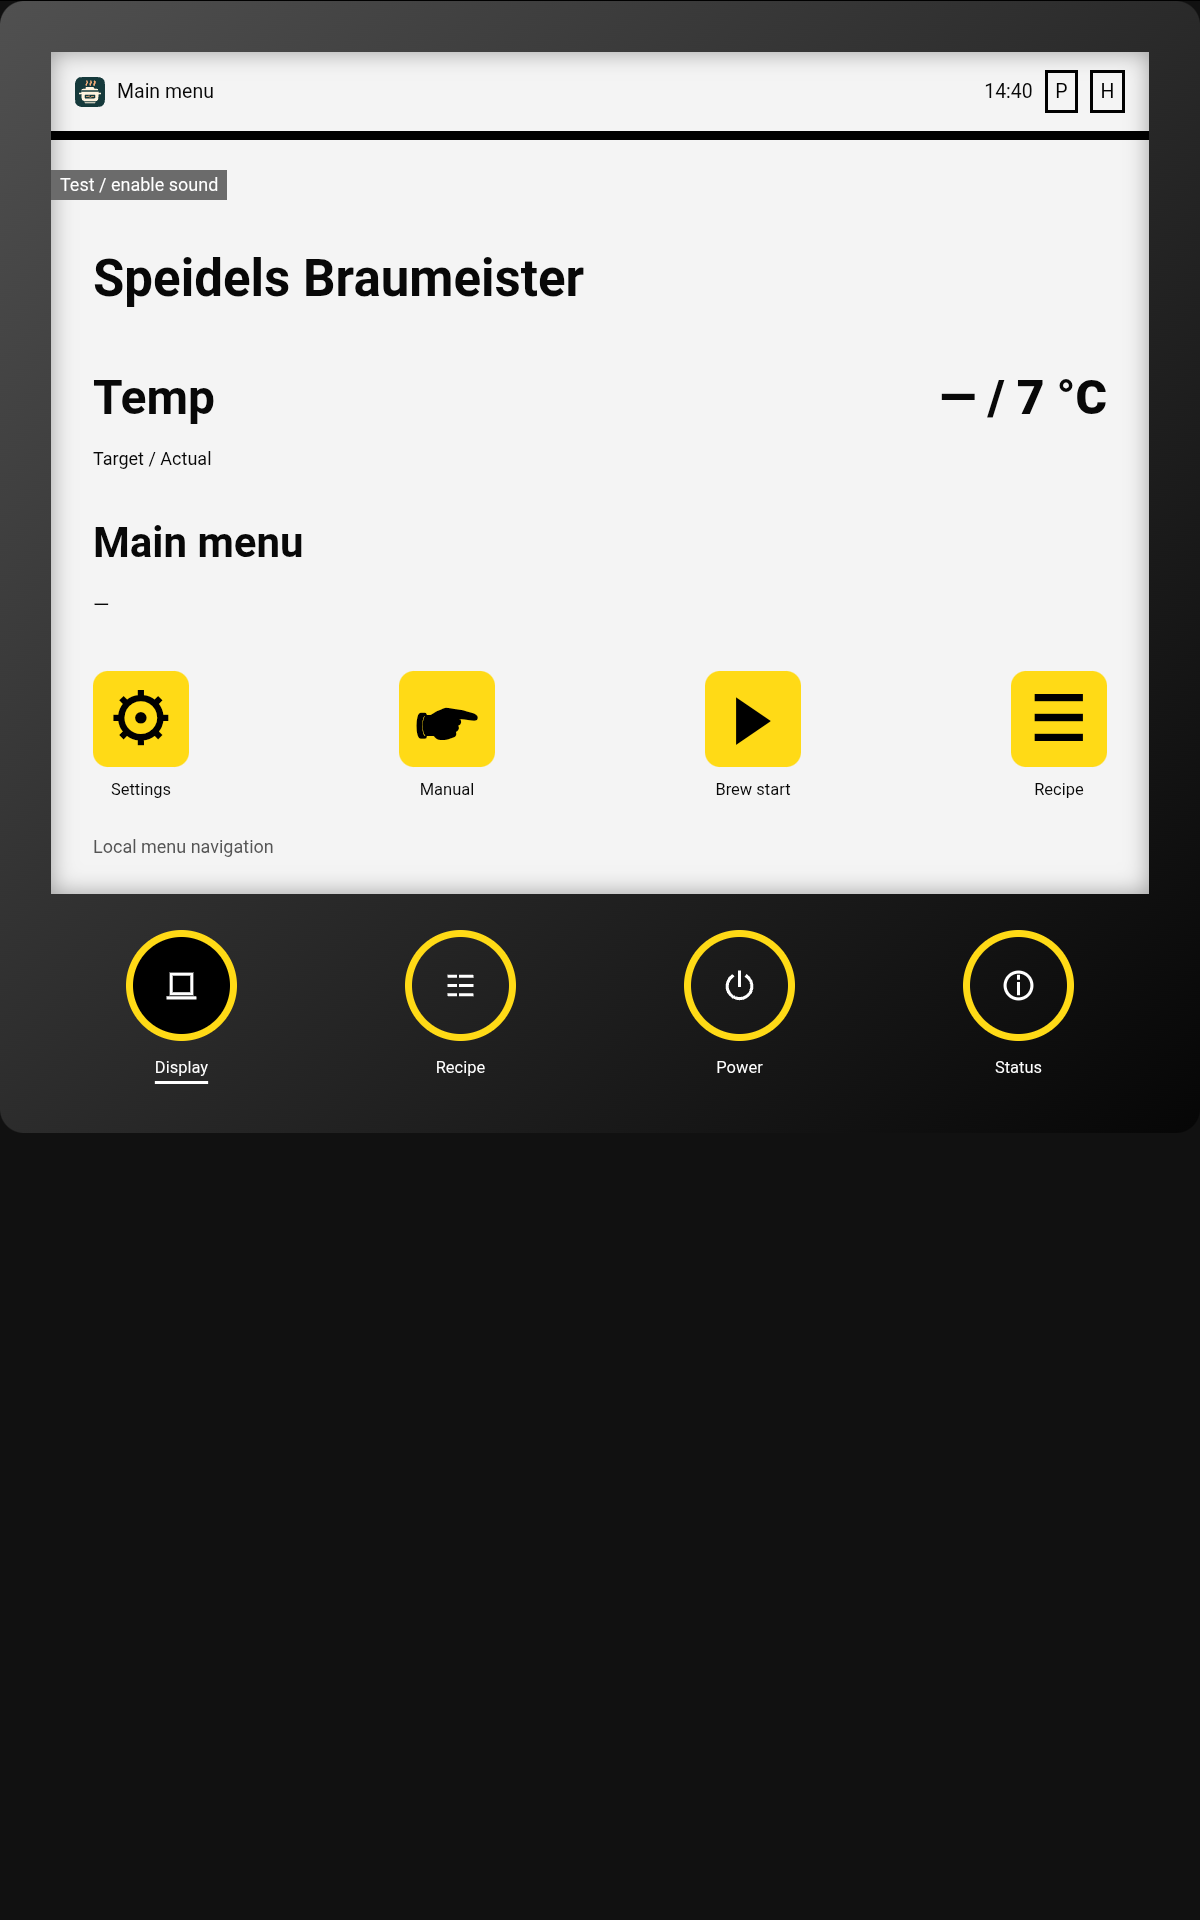 Main menu
14:40 P H
Test / enable sound
Speidels Braumeister
Temp — / 7 °C
Target / Actual
Main menu
—
Settings Manual Brew start Recipe
Local menu navigation
Display Recipe Power Status